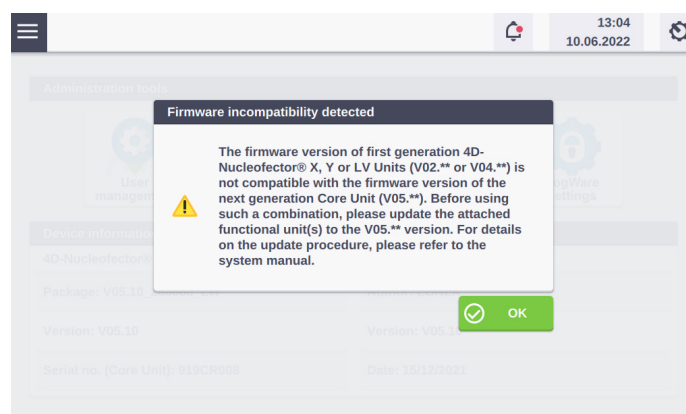 13:04
10.06.2022
Administration tools
Firmware incompatibility detected
The firmware version of first generation 4D-
Nucleofector® X, Y or LV Units (V02.** or V04.**) is
not compatible with the firmware version of the
next generation Core Unit (V05.**). Before using
such a combination, please update the attached
functional unit(s) to the V05.** version. For details
on the update procedure, please refer to the
system manual.
User
Device information
4D-Nucleofector®
Package: V05.10
OK
Version: V05.10
Serial no. (Core Unit): 919CR008 Date: 15/12/2021